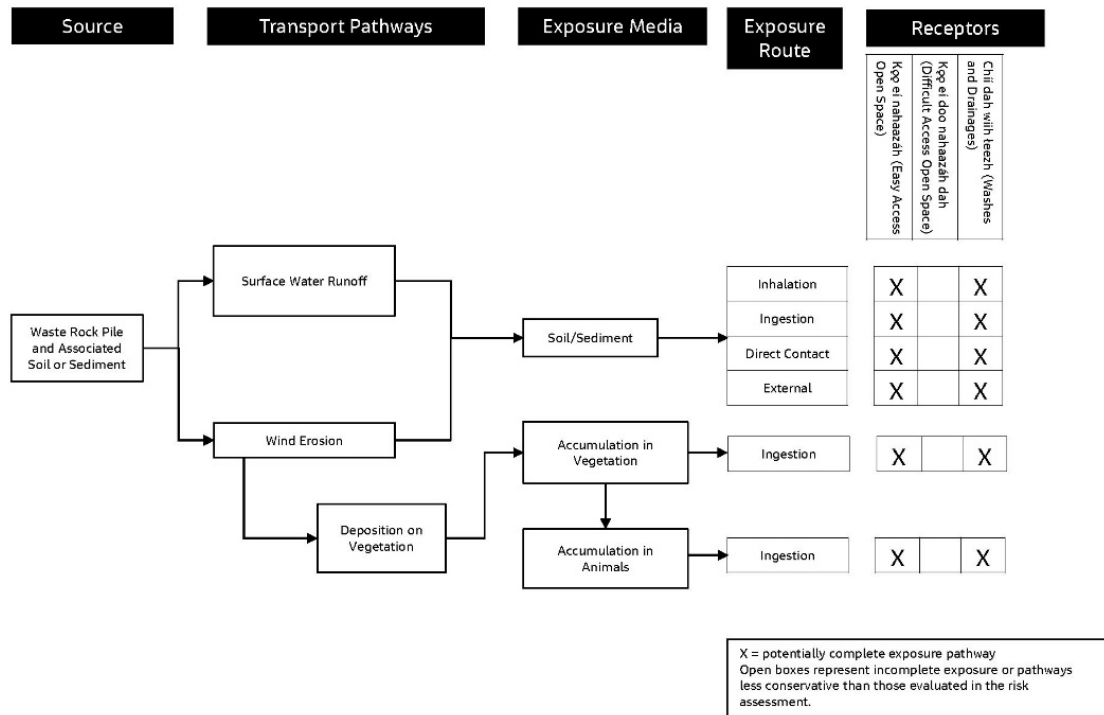 Source
Transport Pathways
Exposure Media
Exposure
Route
Receptors
Kǫǫ eí nahaazáh (Easy Access
Open Space)
Kǫǫ eí doo nahaazáh dah
(Difficult Access Open Space)
Chíí dah wiih łeezh (Washes
and Drainages)
Waste Rock Pile
and Associated
Soil or Sediment
Surface Water Runoff
Wind Erosion
Deposition on
Vegetation
Soil/Sediment
Accumulation in
Vegetation
Accumulation in
Animals
Inhalation
X
X
Ingestion
X
X
Direct Contact
X
X
External
X
X
Ingestion
X
X
Ingestion
X
X
X = potentially complete exposure pathway
Open boxes represent incomplete exposure or pathways
less conservative than those evaluated in the risk
assessment.